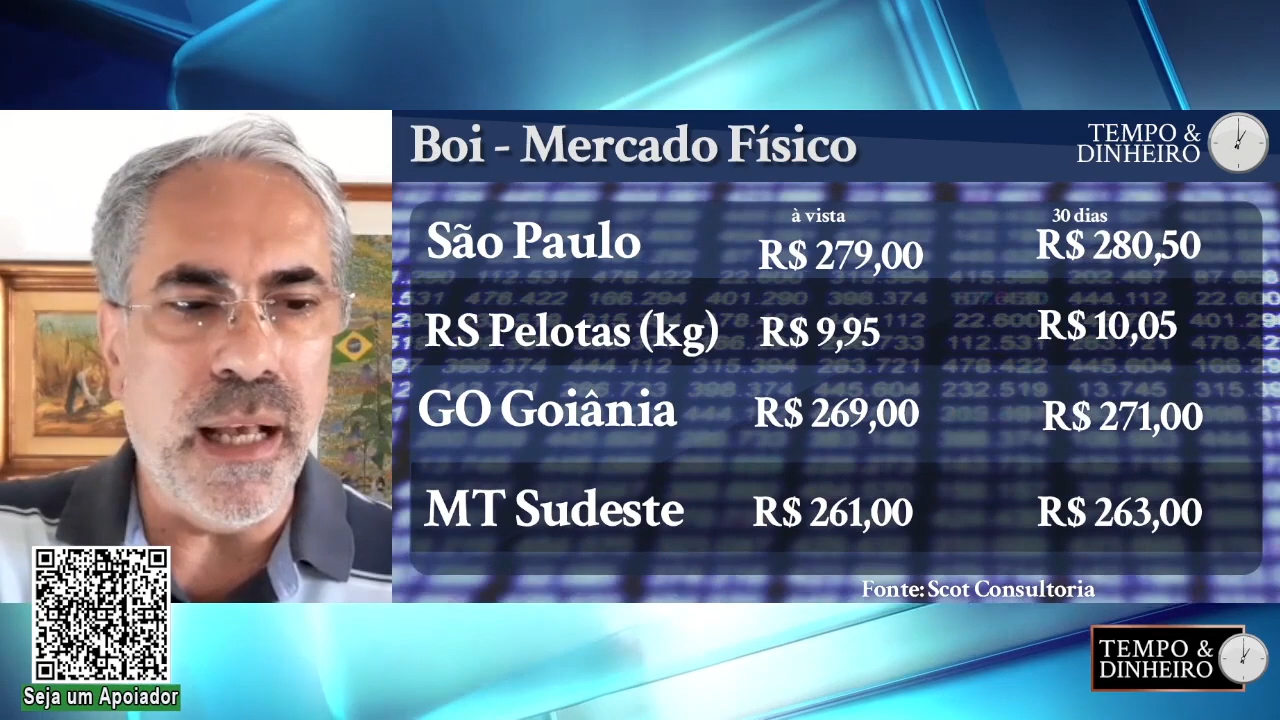 Boi - Mercado Físico
TEMPO &
DINHEIRO
à vista
30 dias
São Paulo
R$ 279,00
R$ 280,50
RS Pelotas (kg)
R$ 9,95
R$ 10,05
GO Goiânia
R$ 269,00
R$ 271,00
MT Sudeste
R$ 261,00
R$ 263,00
Fonte: Scot Consultoria
Seja um Apoiador
TEMPO &
DINHEIRO